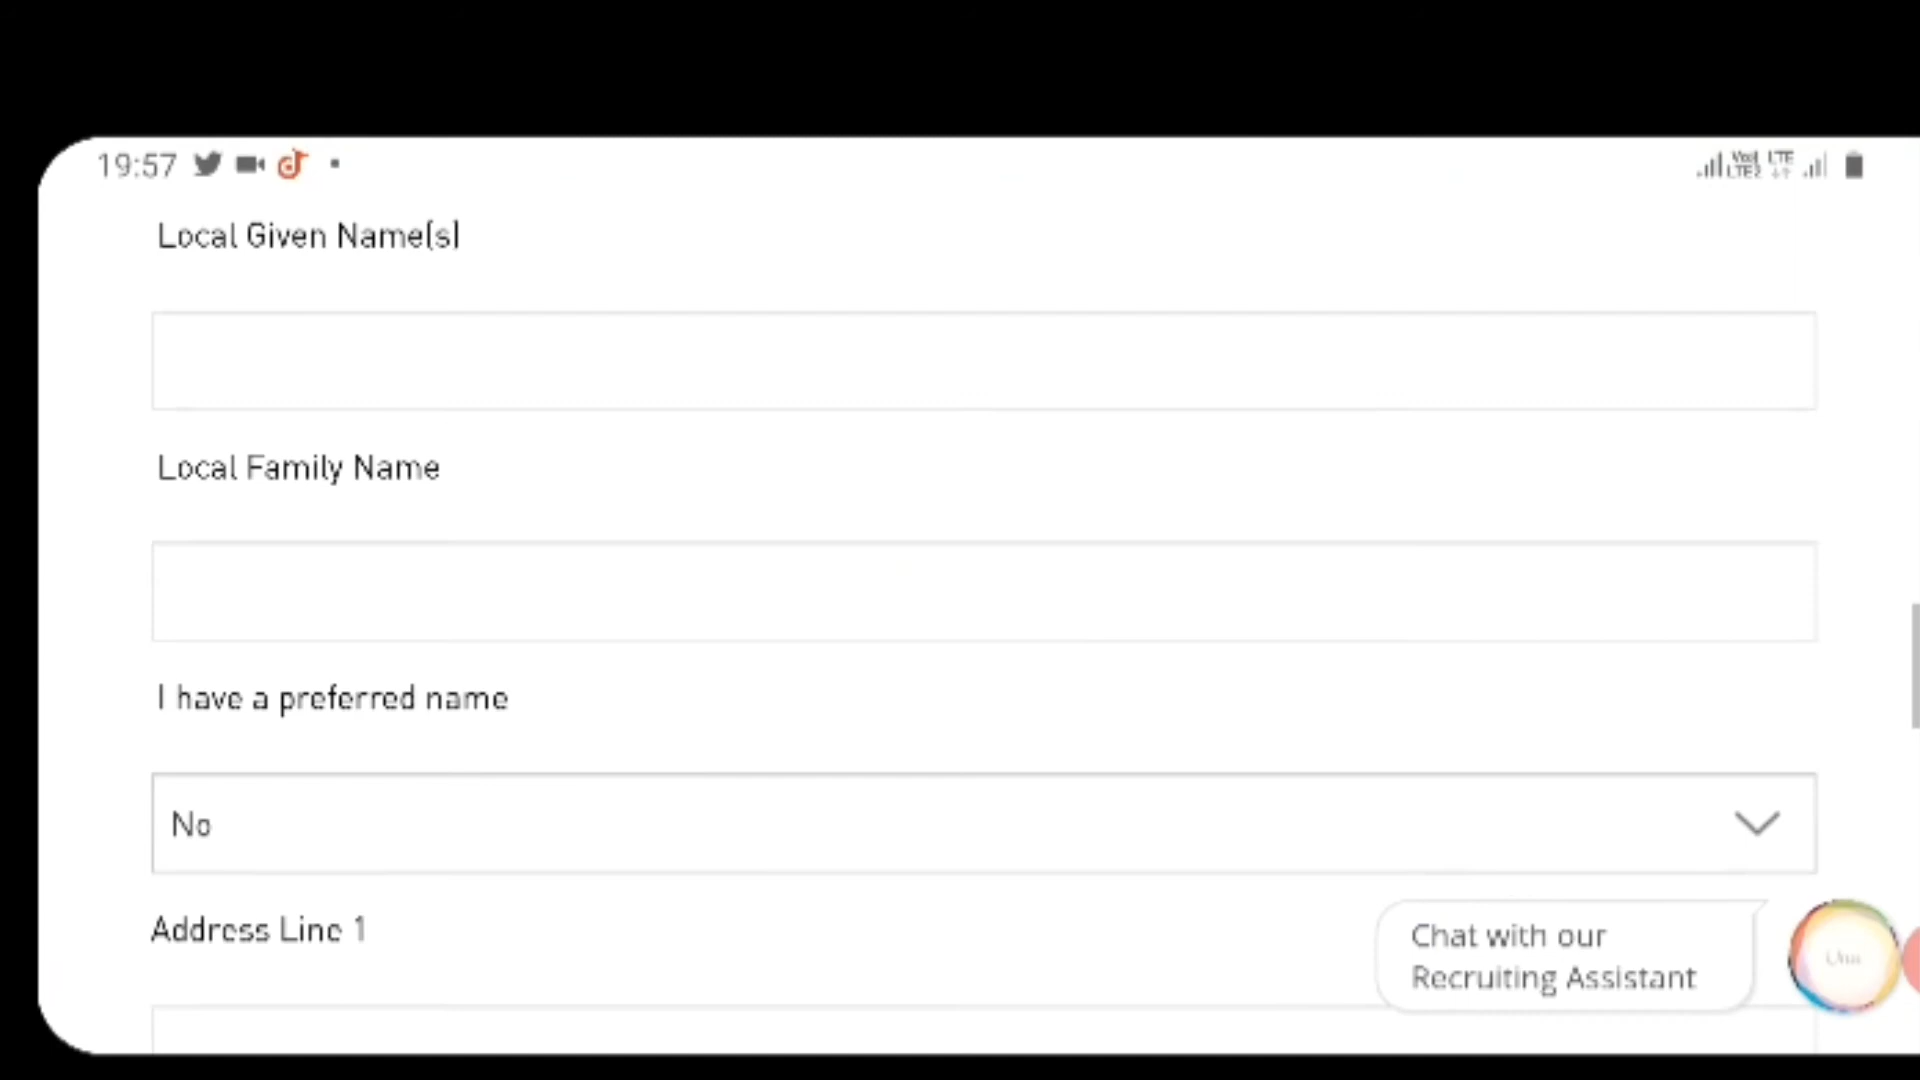 19:57
Local Given Name(s)
Local Family Name
I have a preferred name
No
Address Line 1
Chat with our
Recruiting Assistant